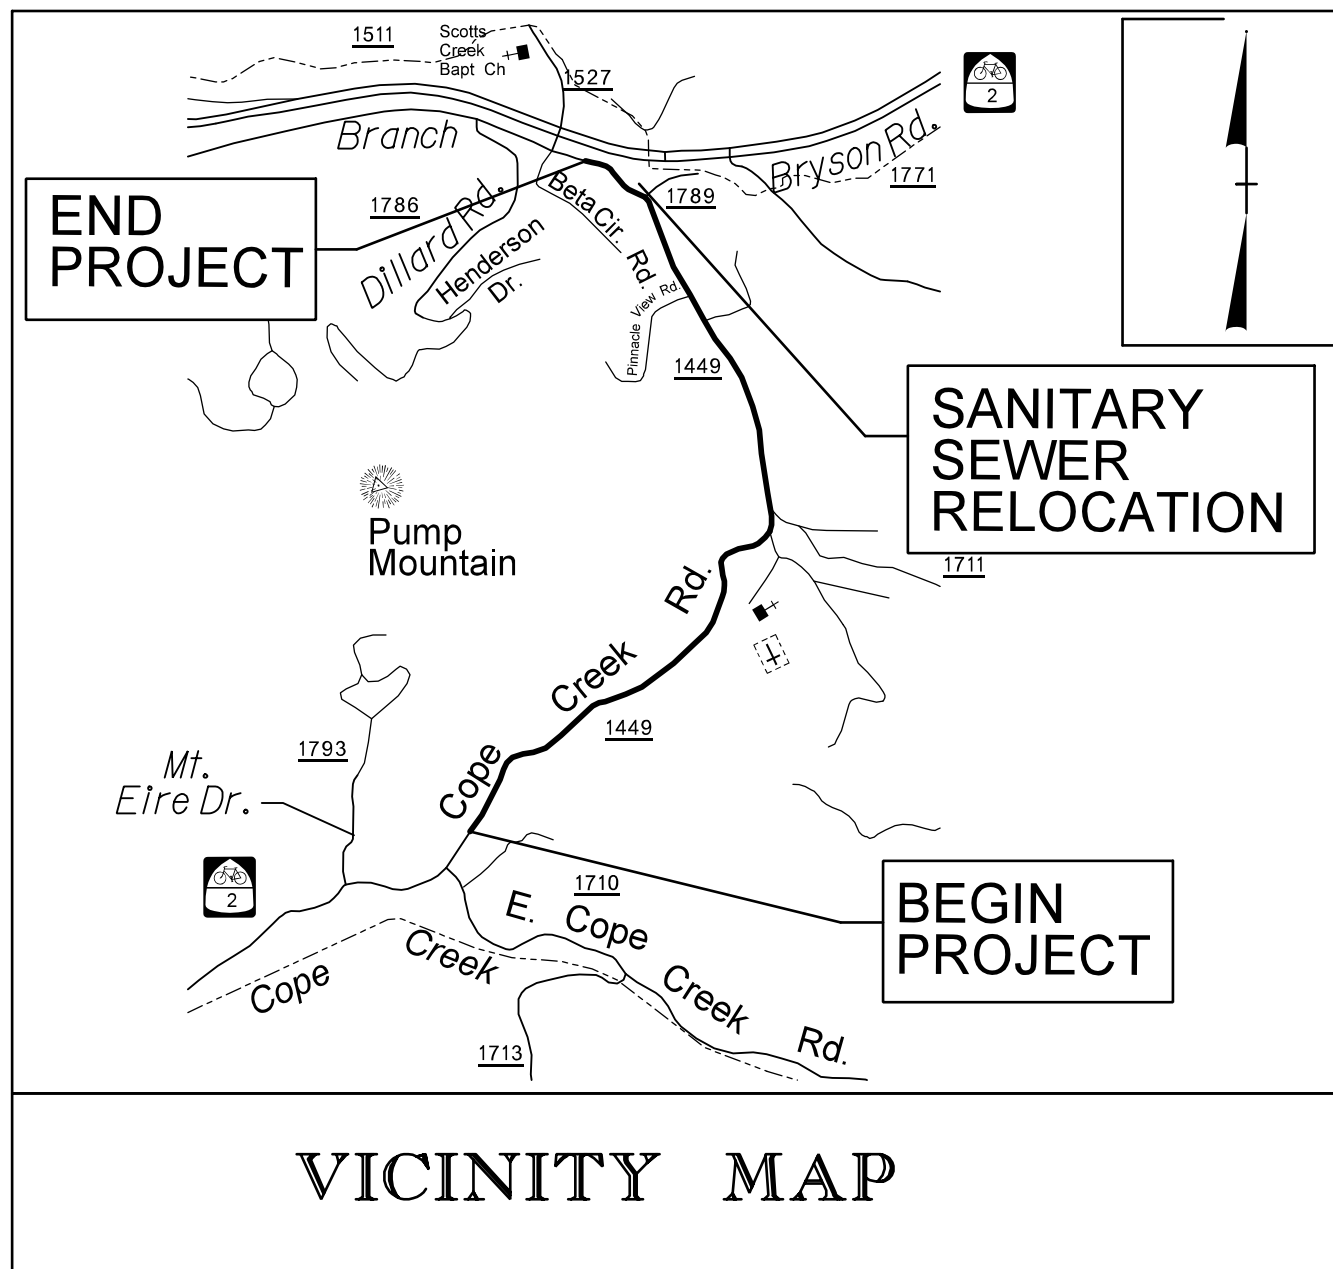 1511
Scotts
Creek
Bapt Ch
1527
2
Branch
Bryson Rd.
1771
END
PROJECT
1786
Dillard Rd.
Henderson
Dr.
Beta Cir. Rd.
1789
Pinnacle View Rd.
1449
SANITARY
SEWER
RELOCATION
Pump
Mountain
1711
Cope Creek Rd.
1449
1793
Mt.
Eire Dr.
2
1710
BEGIN
PROJECT
E. Cope Creek Rd.
Cope Creek
1713
VICINITY MAP